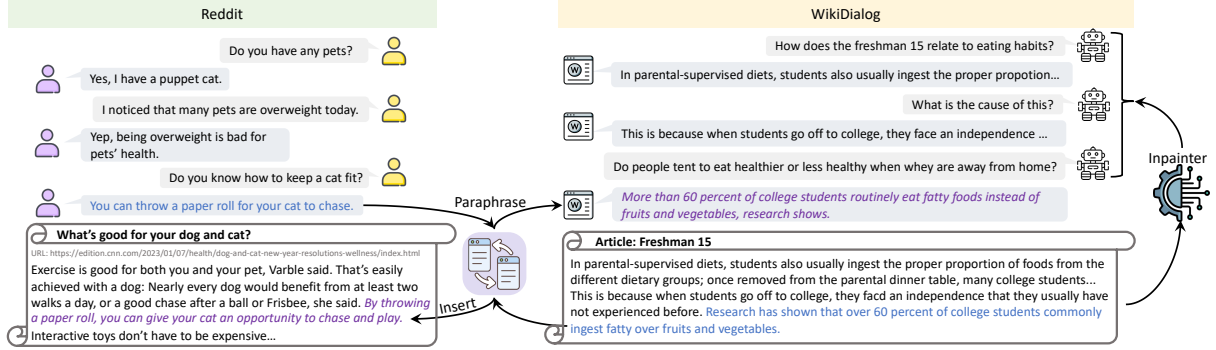 Reddit
Do you have any pets?
Yes, I have a puppet cat.
I noticed that many pets are overweight today.
Yep, being overweight is bad for
pets' health.
Do you know how to keep a cat fit?
You can throw a paper roll for your cat to chase.
What's good for your dog and cat?
URL: https://edition.cnn.com/2023/01/07/health/dog-and-cat-new-year-resolutions-wellness/index.html
Exercise is good for both you and your pet, Varble said. That's easily
achieved with a dog: Nearly every dog would benefit from at least two
walks a day, or a good chase after a ball or Frisbee, she said. By throwing
a paper roll, you can give your cat an opportunity to chase and play.
Interactive toys don't have to be expensive...
Paraphrase
Insert
WikiDialog
How does the freshman 15 relate to eating habits?
W
In parental-supervised diets, students also usually ingest the proper propotion...
What is the cause of this?
W
This is because when students go off to college, they face an independence ...
Do people tent to eat healthier or less healthy when whey are away from home?
W
More than 60 percent of college students routinely eat fatty foods instead of
fruits and vegetables, research shows.
Inpainter
Article: Freshman 15
In parental-supervised diets, students also usually ingest the proper proportion of foods from the
different dietary groups; once removed from the parental dinner table, many college students...
This is because when students go off to college, they facd an independence that they usually have
not experienced before. Research has shown that over 60 percent of college students commonly
ingest fatty over fruits and vegetables.